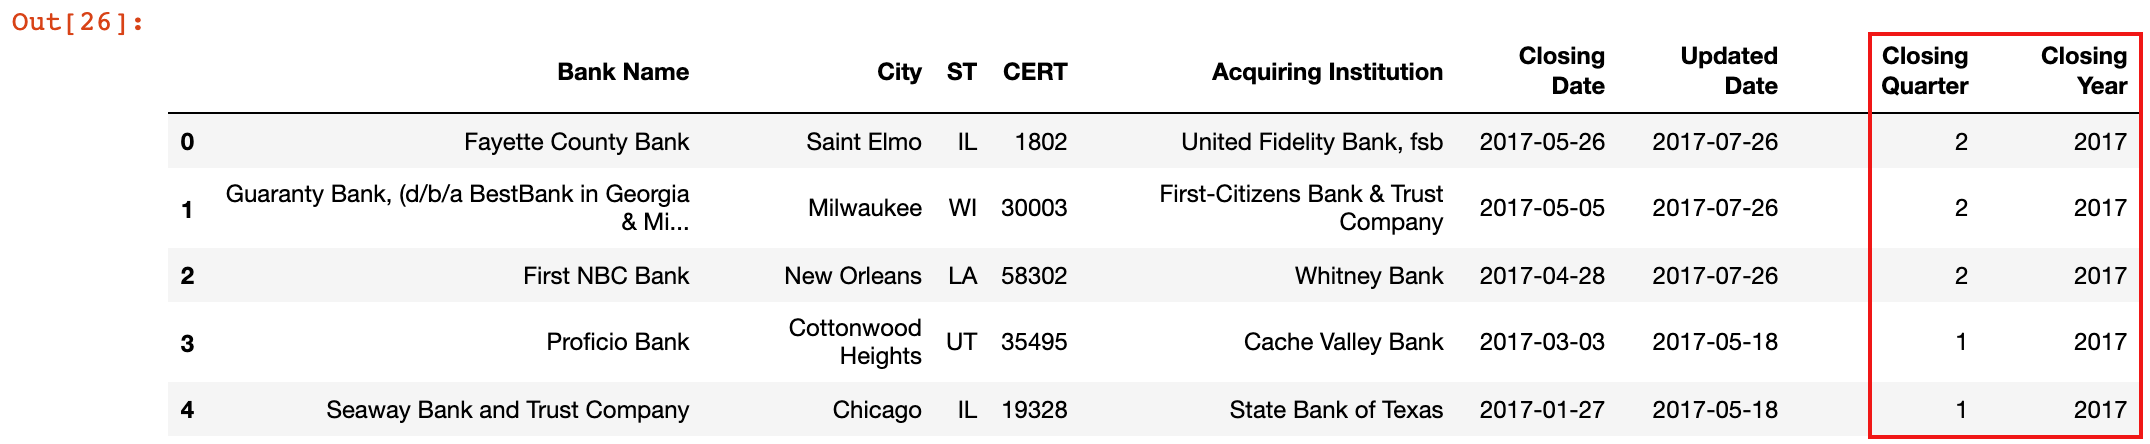 Out[26]:
Bank Name City ST CERT Acquiring Institution Closing Date Updated Date Closing Quarter Closing Year
0 Fayette County Bank Saint Elmo IL 1802 United Fidelity Bank, fsb 2017-05-26 2017-07-26 2 2017
1 Guaranty Bank, (d/b/a BestBank in Georgia & Mi... Milwaukee WI 30003 First-Citizens Bank & Trust Company 2017-05-05 2017-07-26 2 2017
2 First NBC Bank New Orleans LA 58302 Whitney Bank 2017-04-28 2017-07-26 2 2017
3 Proficio Bank Cottonwood Heights UT 35495 Cache Valley Bank 2017-03-03 2017-05-18 1 2017
4 Seaway Bank and Trust Company Chicago IL 19328 State Bank of Texas 2017-01-27 2017-05-18 1 2017